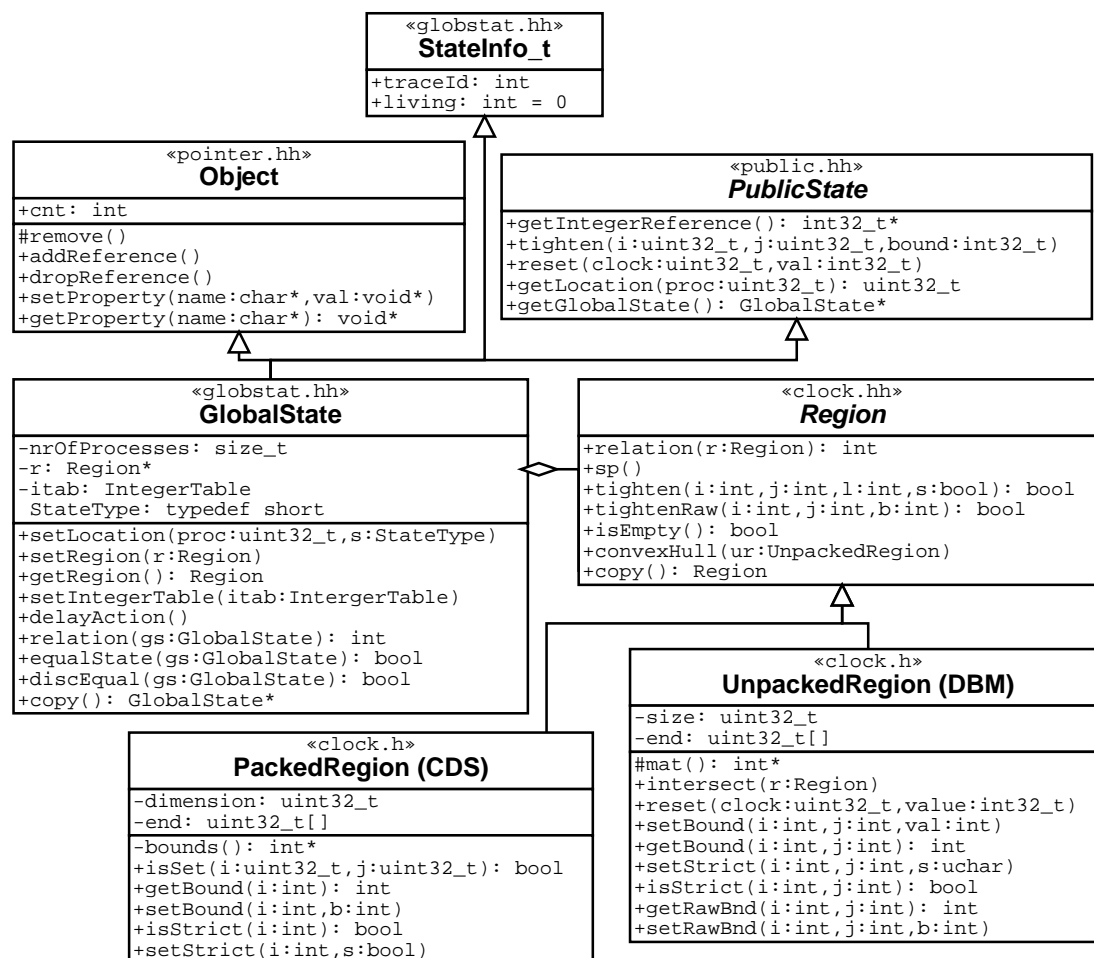 «globstat.hh»
StateInfo_t
+traceId: int
+living: int = 0
«pointer.hh»
Object
+cnt: int
#remove()
+addReference()
+dropReference()
+setProperty(name:char*,val:void*)
+getProperty(name:char*): void*
«public.hh»
PublicState
+getIntegerReference(): int32_t*
+tighten(i:uint32_t,j:uint32_t,bound:int32_t)
+reset(clock:uint32_t,val:int32_t)
+getLocation(proc:uint32_t): uint32_t
+getGlobalState(): GlobalState*
«globstat.hh»
GlobalState
-nrOfProcesses: size_t
-r: Region*
-itab: IntegerTable
StateType: typedef short
+setLocation(proc:uint32_t,s:StateType)
+setRegion(r:Region)
+getRegion(): Region
+setIntegerTable(itab:IntergerTable)
+delayAction()
+relation(gs:GlobalState): int
+equalState(gs:GlobalState): bool
+discEqual(gs:GlobalState): bool
+copy(): GlobalState*
«clock.hh»
Region
+relation(r:Region): int
+sp()
+tighten(i:int,j:int,l:int,s:bool): bool
+tightenRaw(i:int,j:int,b:int): bool
+isEmpty(): bool
+convexHull(ur:UnpackedRegion)
+copy(): Region
«clock.h»
PackedRegion (CDS)
-dimension: uint32_t
-end: uint32_t[]
-bounds(): int*
+isSet(i:uint32_t,j:uint32_t): bool
+getBound(i:int): int
+setBound(i:int,b:int)
+isStrict(i:int): bool
+setStrict(i:int,s:bool)
«clock.h»
UnpackedRegion (DBM)
-size: uint32_t
-end: uint32_t[]
#mat(): int*
+intersect(r:Region)
+reset(clock:uint32_t,value:int32_t)
+setBound(i:int,j:int,val:int)
+getBound(i:int,j:int): int
+setStrict(i:int,j:int,s:uchar)
+isStrict(i:int,j:int): bool
+getRawBnd(i:int,j:int): int
+setRawBnd(i:int,j:int,b:int)